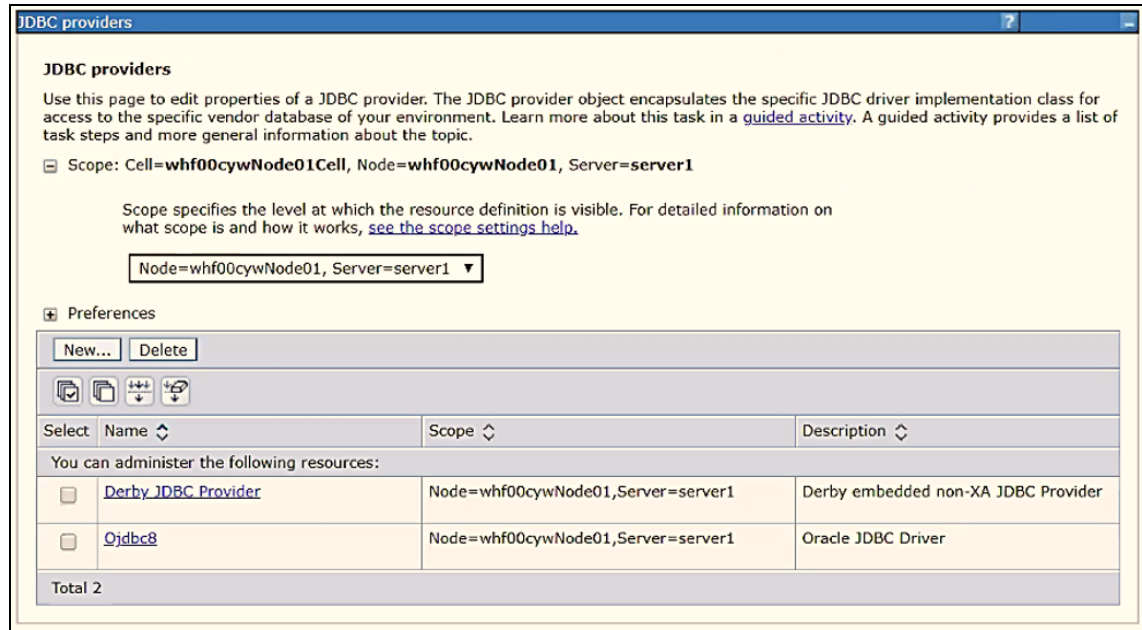 JDBC providers ? –
JDBC providers
Use this page to edit properties of a JDBC provider. The JDBC provider object encapsulates the specific JDBC driver implementation class for
access to the specific vendor database of your environment. Learn more about this task in a guided activity. A guided activity provides a list of
task steps and more general information about the topic.
Scope: Cell=whf00cywNode01Cell, Node=whf00cywNode01, Server=server1
Scope specifies the level at which the resource definition is visible. For detailed information on
what scope is and how it works, see the scope settings help.
Node=whf00cywNode01, Server=server1
Preferences
New... Delete
Select Name Scope Description
You can administer the following resources:
Derby JDBC Provider Node=whf00cywNode01,Server=server1 Derby embedded non-XA JDBC Provider
Ojdbc8 Node=whf00cywNode01,Server=server1 Oracle JDBC Driver
Total 2